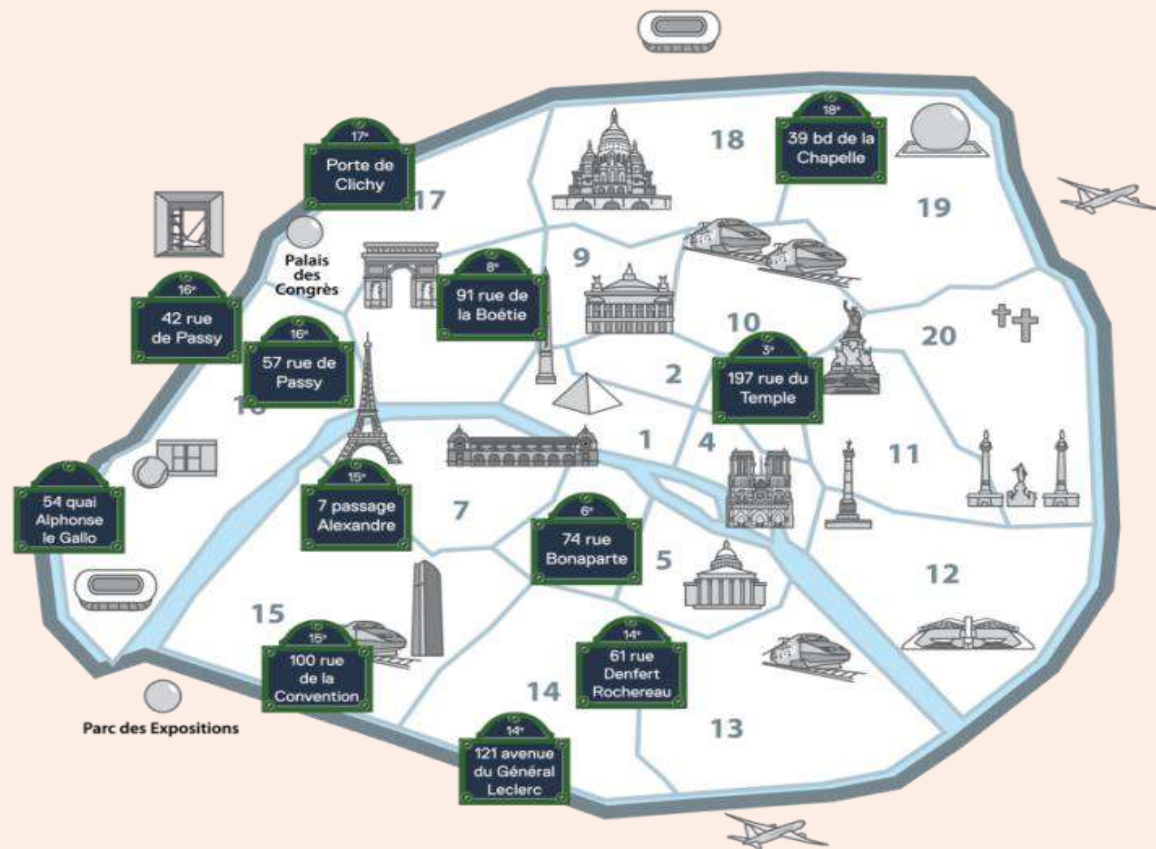 18
18e
39 bd de la
Chapelle
19
17e
Porte de
Clichy
17
Palais
des
Congrès
9
8e
91 rue de
la Boétie
16e
42 rue
de Passy
16e
57 rue de
Passy
16
10
20
2
3e
197 rue du
Temple
1
4
11
54 quai
Alphonse
le Gallo
15e
7 passage
Alexandre
7
6e
74 rue
Bonaparte
5
12
15
15e
100 rue
de la
Convention
14e
61 rue
Denfert
Rochereau
14
13
Parc des Expositions
14e
121 avenue
du Général
Leclerc